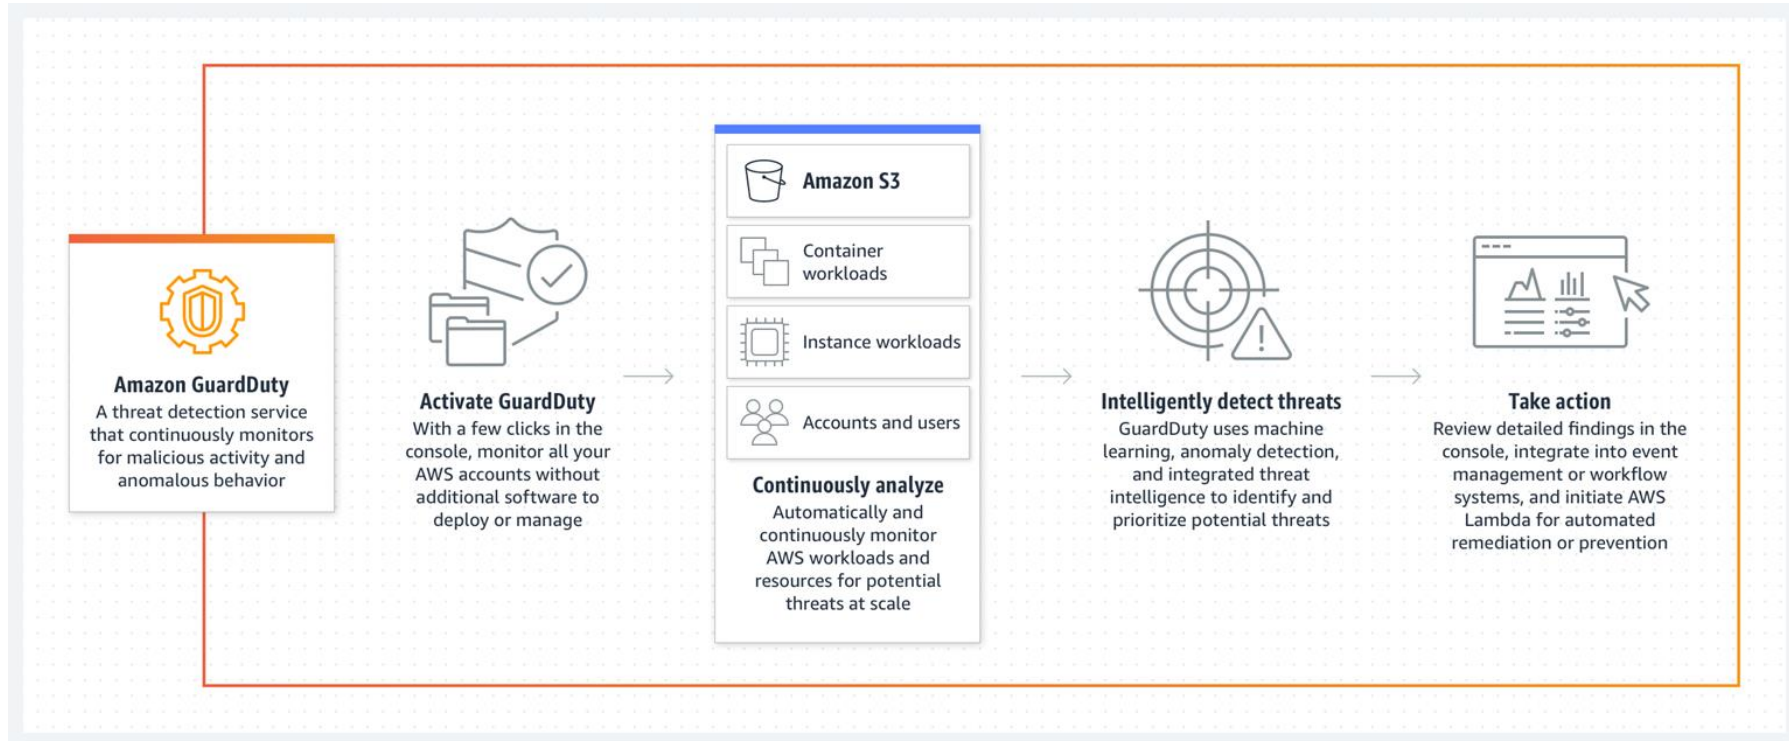 Amazon GuardDuty
A threat detection service
that continuously monitors
for malicious activity and
anomalous behavior
Activate GuardDuty
With a few clicks in the
console, monitor all your
AWS accounts without
additional software to
deploy or manage
Amazon S3
Container
workloads
Instance workloads
Accounts and users
Continuously analyze
Automatically and
continuously monitor
AWS workloads and
resources for potential
threats at scale
Intelligently detect threats
GuardDuty uses machine
learning, anomaly detection,
and integrated threat
intelligence to identify and
prioritize potential threats
Take action
Review detailed findings in the
console, integrate into event
management or workflow
systems, and initiate AWS
Lambda for automated
remediation or prevention